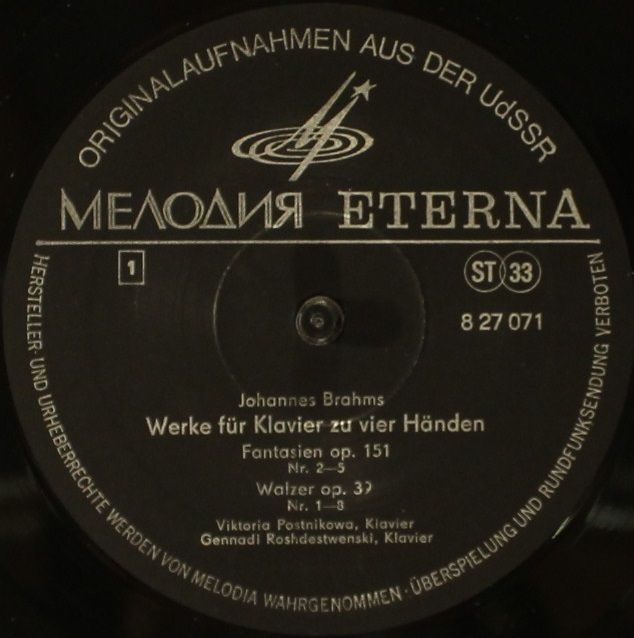 ORIGINALAUFNAHMEN AUS DER UdSSR
МЕЛОДИЯ ETERNA
1
ST 33
8 27 071
Johannes Brahms
Werke für Klavier zu vier Händen
Fantasien op. 151
Nr. 2—5
Walzer op. 39
Nr. 1—8
Viktoria Postnikowa, Klavier
Gennadi Roshdestwenski, Klavier
HERSTELLER- UND URHEBERRECHTE WERDEN VON MELODIA WAHRGENOMMEN · ÜBERSPIELUNG UND RUNDFUNKSENDUNG VERBOTEN